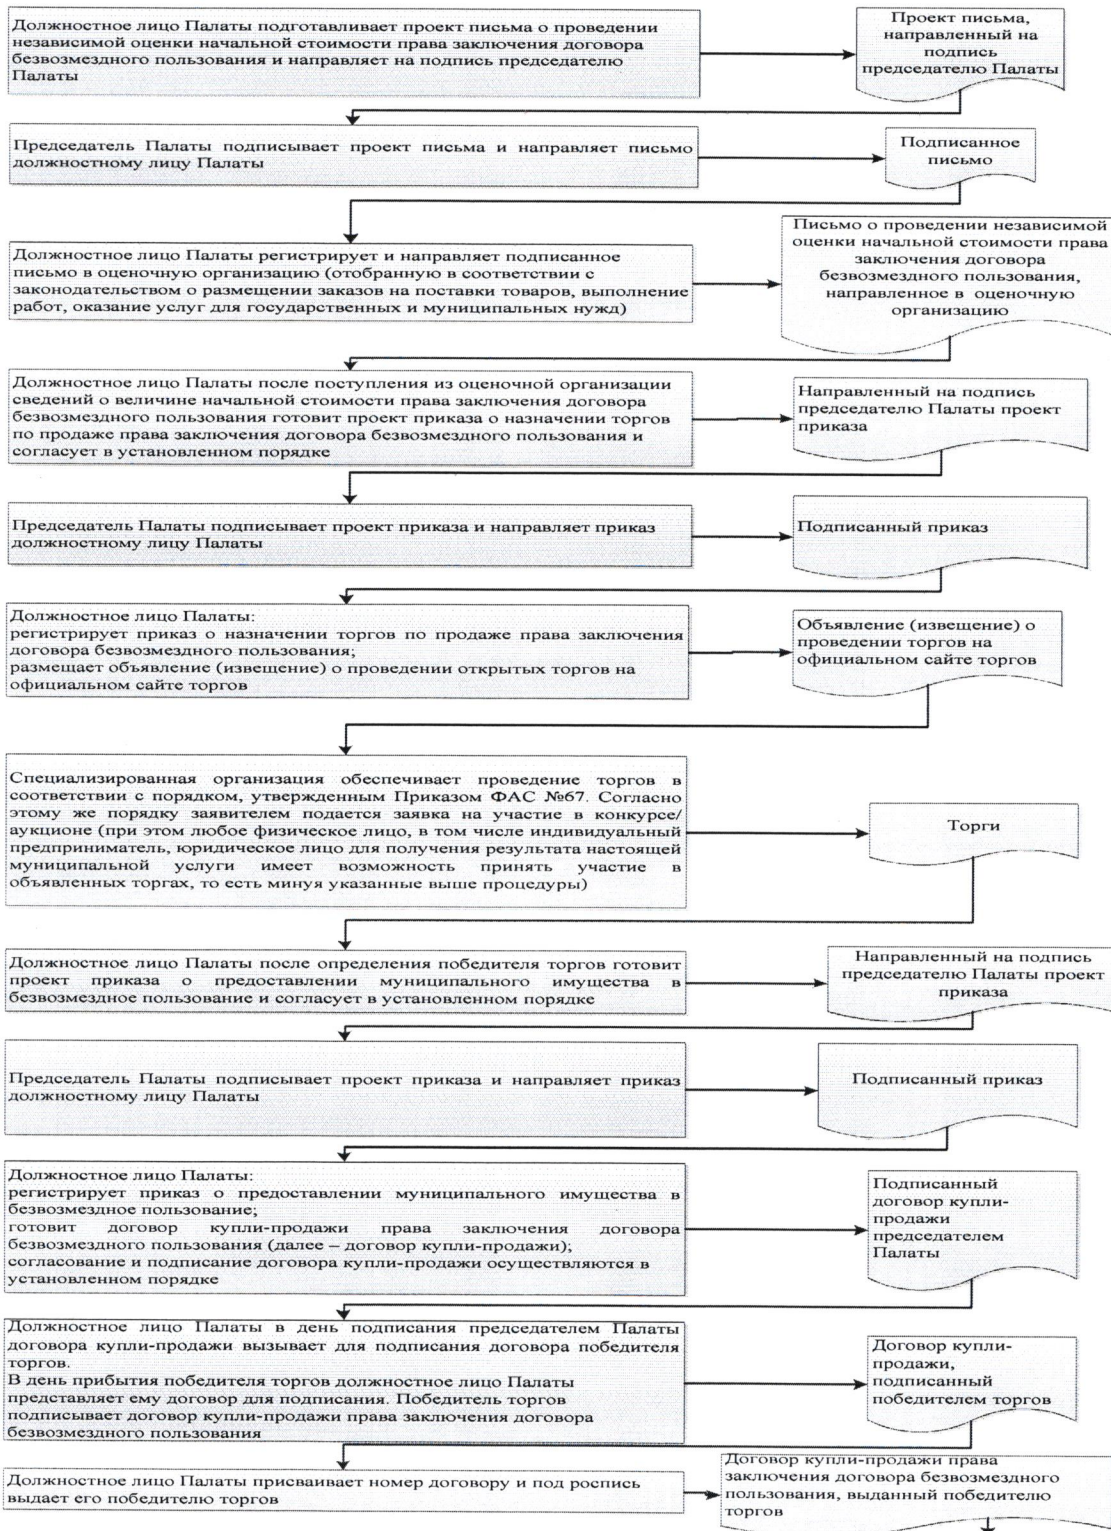 Должностное лицо Палаты подготавливает проект письма о проведении
независимой оценки начальной стоимости права заключения договора
безвозмездного пользования и направляет на подпись председателю
Палаты
Проект письма,
направленный на
подпись
председателю Палаты
Председатель Палаты подписывает проект письма и направляет письмо
должностному лицу Палаты
Подписанное
письмо
Должностное лицо Палаты регистрирует и направляет подписанное
письмо в оценочную организацию (отобранную в соответствии с
законодательством о размещении заказов на поставки товаров, выполнение
работ, оказание услуг для государственных и муниципальных нужд)
Письмо о проведении независимой
оценки начальной стоимости права
заключения договора
безвозмездного пользования,
направленное в оценочную
организацию
Должностное лицо Палаты после поступления из оценочной организации
сведений о величине начальной стоимости права заключения договора
безвозмездного пользования готовит проект приказа о назначении торгов
по продаже права заключения договора безвозмездного пользования и
согласует в установленном порядке
Направленный на подпись
председателю Палаты проект
приказа
Председатель Палаты подписывает проект приказа и направляет приказ
должностному лицу Палаты
Подписанный приказ
Должностное лицо Палаты:
регистрирует приказ о назначении торгов по продаже права заключения
договора безвозмездного пользования;
размещает объявление (извещение) о проведении открытых торгов на
официальном сайте торгов
Объявление (извещение) о
проведении торгов на
официальном сайте торгов
Специализированная организация обеспечивает проведение торгов в
соответствии с порядком, утвержденным Приказом ФАС №67. Согласно
этому же порядку заявителем подается заявка на участие в конкурсе/
аукционе (при этом любое физическое лицо, в том числе индивидуальный
предприниматель, юридическое лицо для получения результата настоящей
муниципальной услуги имеет возможность принять участие в
объявленных торгах, то есть минуя указанные выше процедуры)
Торги
Должностное лицо Палаты после определения победителя торгов готовит
проект приказа о предоставлении муниципального имущества в
безвозмездное пользование и согласует в установленном порядке
Направленный на подпись
председателю Палаты проект
приказа
Председатель Палаты подписывает проект приказа и направляет приказ
должностному лицу Палаты
Подписанный приказ
Должностное лицо Палаты:
регистрирует приказ о предоставлении муниципального имущества в
безвозмездное пользование;
готовит договор купли-продажи права заключения договора
безвозмездного пользования (далее – договор купли-продажи);
согласование и подписание договора купли-продажи осуществляются в
установленном порядке
Подписанный
договор купли-
продажи
председателем
Палаты
Должностное лицо Палаты в день подписания председателем Палаты
договора купли-продажи вызывает для подписания договора победителя
торгов.
В день прибытия победителя торгов должностное лицо Палаты
представляет ему договор для подписания. Победитель торгов
подписывает договор купли-продажи права заключения договора
безвозмездного пользования
Договор купли-
продажи,
подписанный
победителем торгов
Должностное лицо Палаты присваивает номер договору и под роспись
выдает его победителю торгов
Договор купли-продажи права
заключения договора безвозмездного
пользования, выданный победителю
торгов